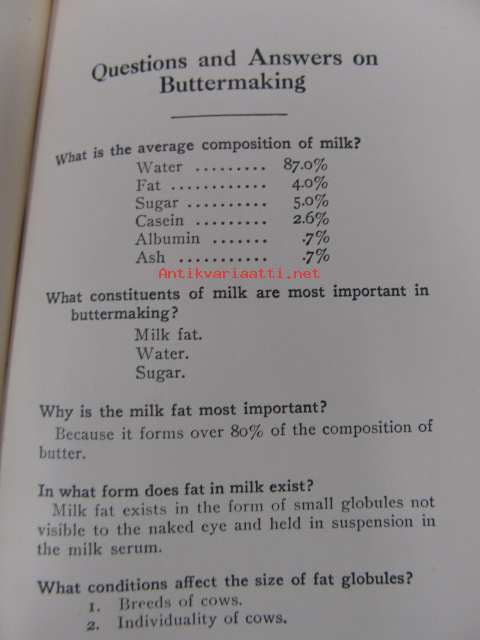 Questions and Answers on
Buttermaking
What is the average composition of milk?
Water ......... 87.0%
Fat ............ 4.0%
Sugar .......... 5.0%
Casein ......... 2.6%
Albumin ....... .7%
Ash ........... .7%
Antikvariaatti.net
What constituents of milk are most important in
buttermaking?
Milk fat.
Water.
Sugar.
Why is the milk fat most important?
Because it forms over 80% of the composition of
butter.
In what form does fat in milk exist?
Milk fat exists in the form of small globules not
visible to the naked eye and held in suspension in
the milk serum.
What conditions affect the size of fat globules?
1. Breeds of cows.
2. Individuality of cows.